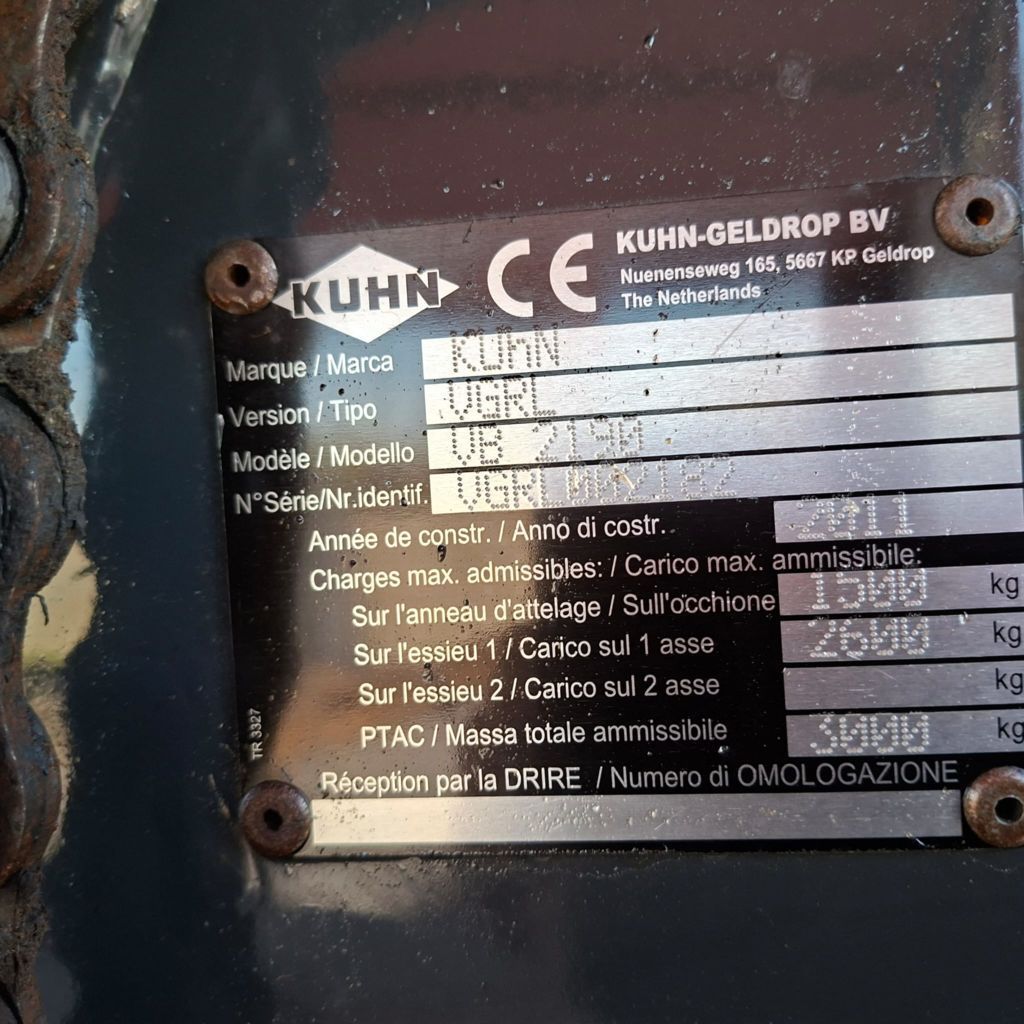 KUHN CE KUHN-GELDROP BV
Nuenenseweg 165, 5667 KP Geldrop
The Netherlands
Marque / Marca KUHN
Version / Tipo VGRL
Modèle / Modello VB 2190
N°Série/Nr.identif.
Année de constr. / Anno di costr. 2011
Charges max. admissibles: / Carico max. ammissibile:
Sur l'anneau d'attelage / Sull'occhione 1500 kg
Sur l'essieu 1 / Carico sul 1 asse 2600 kg
Sur l'essieu 2 / Carico sul 2 asse kg
PTAC / Massa totale ammissibile 3900 kg
TR 3327
Réception par la DRIRE / Numero di OMOLOGAZIONE